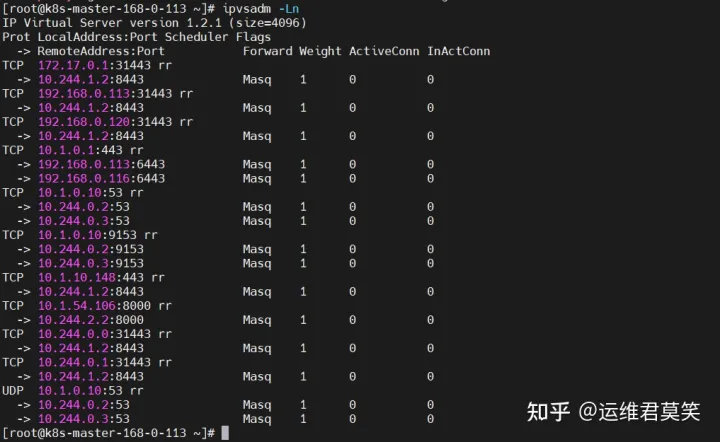 [root@k8s-master-168-0-113 ~]# ipvsadm -Ln
IP Virtual Server version 1.2.1 (size=4096)
Prot LocalAddress:Port Scheduler Flags
  -> RemoteAddress:Port           Forward Weight ActiveConn InActConn
TCP  172.17.0.1:31443 rr
  -> 10.244.1.2:8443              Masq    1      0          0
TCP  192.168.0.113:31443 rr
  -> 10.244.1.2:8443              Masq    1      0          0
TCP  192.168.0.120:31443 rr
  -> 10.244.1.2:8443              Masq    1      0          0
TCP  10.1.0.1:443 rr
  -> 192.168.0.113:6443           Masq    1      0          0
  -> 192.168.0.116:6443           Masq    1      0          0
TCP  10.1.0.10:53 rr
  -> 10.244.0.2:53                Masq    1      0          0
  -> 10.244.0.3:53                Masq    1      0          0
TCP  10.1.0.10:9153 rr
  -> 10.244.0.2:9153              Masq    1      0          0
  -> 10.244.0.3:9153              Masq    1      0          0
TCP  10.1.10.148:443 rr
  -> 10.244.1.2:8443              Masq    1      0          0
TCP  10.1.54.106:8000 rr
  -> 10.244.2.2:8000              Masq    1      0          0
TCP  10.244.0.0:31443 rr
  -> 10.244.1.2:8443              Masq    1      0          0
TCP  10.244.0.1:31443 rr
  -> 10.244.1.2:8443              Masq    1      0          0
UDP  10.1.0.10:53 rr
  -> 10.244.0.2:53                Masq    1      0          0
  -> 10.244.0.3:53                Masq    1      0          0
[root@k8s-master-168-0-113 ~]#
知乎 @运维君莫笑